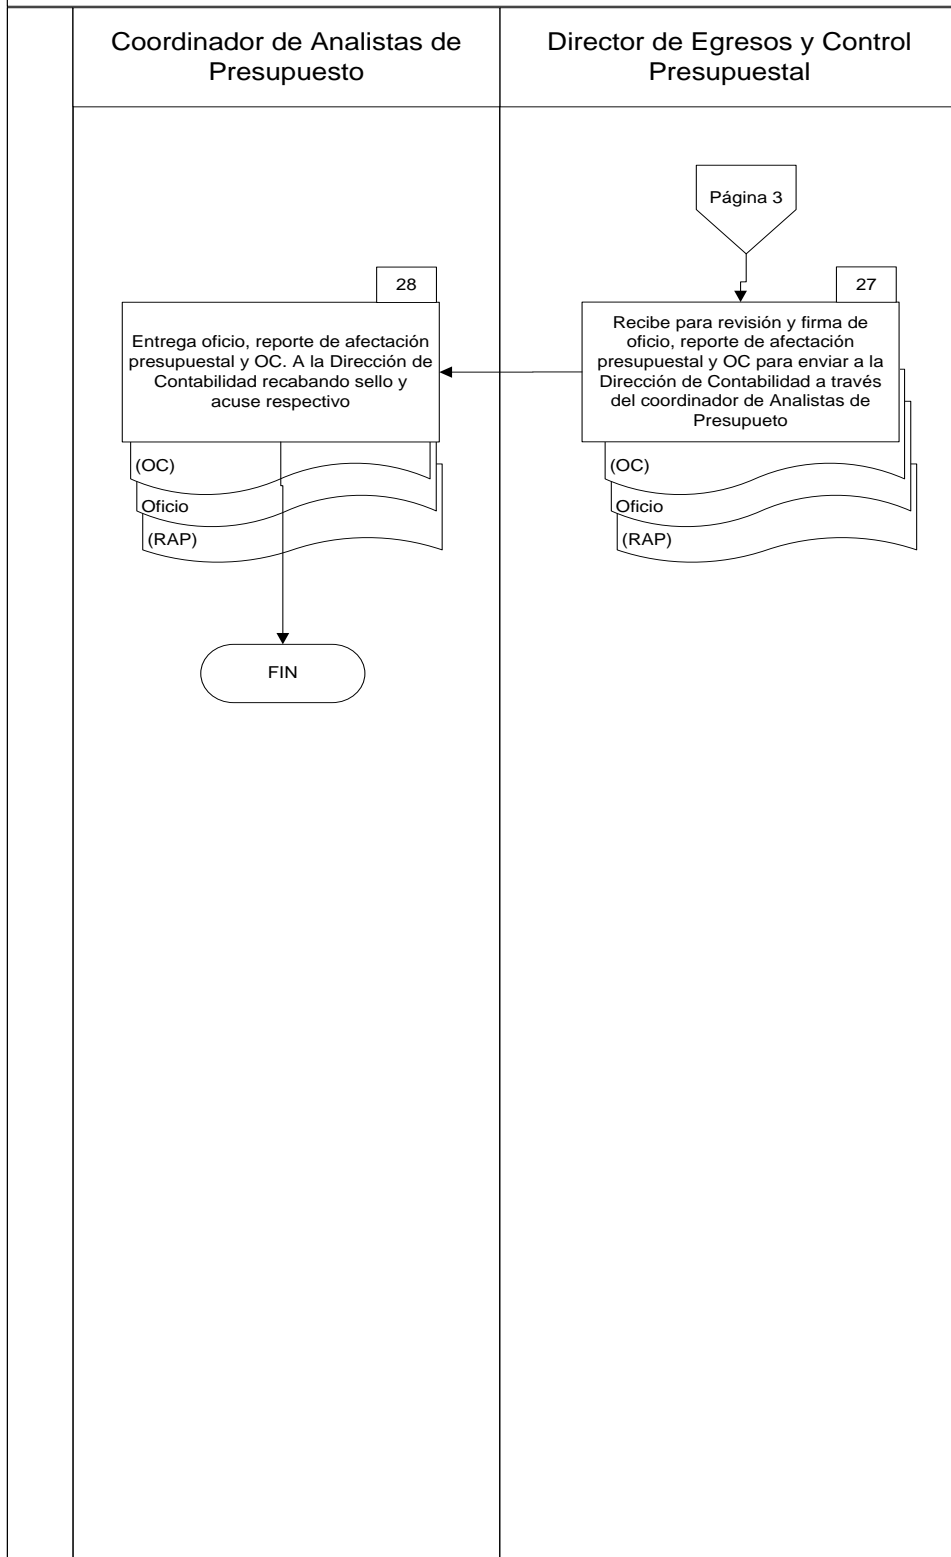 Coordinador de Analistas de
Presupuesto
Director de Egresos y Control
Presupuestal
Página 3
28
Entrega oficio, reporte de afectación
presupuestal y OC. A la Dirección de
Contabilidad recabando sello y
acuse respectivo
(OC)
Oficio
(RAP)
FIN
27
Recibe para revisión y firma de
oficio, reporte de afectación
presupuestal y OC para enviar a la
Dirección de Contabilidad a través
del coordinador de Analistas de
Presupueto
(OC)
Oficio
(RAP)